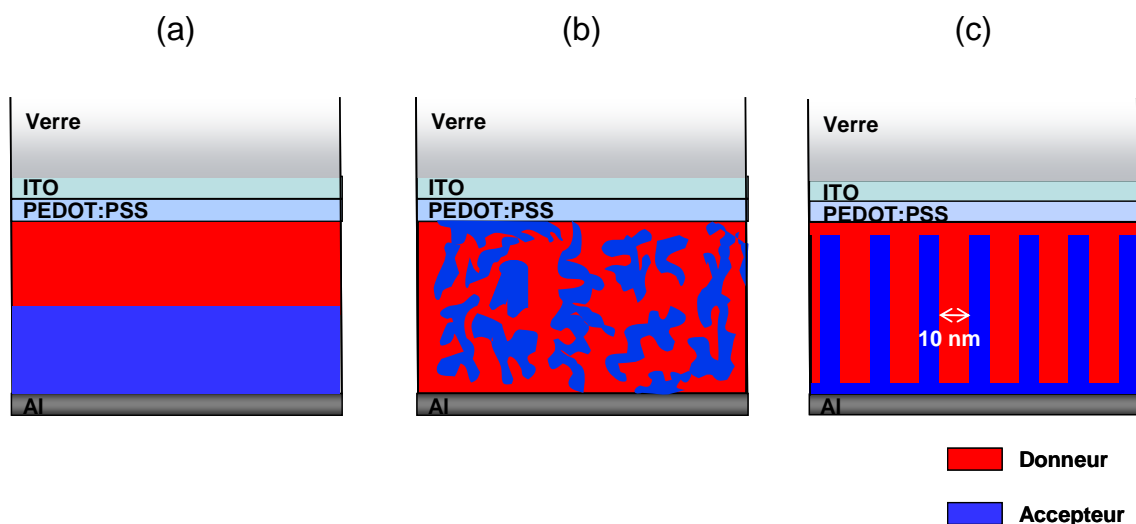 (a)
(b)
(c)
Verre
ITO
PEDOT:PSS
Al
Verre
ITO
PEDOT:PSS
Al
Verre
ITO
PEDOT:PSS
10 nm
Al
Donneur
Accepteur